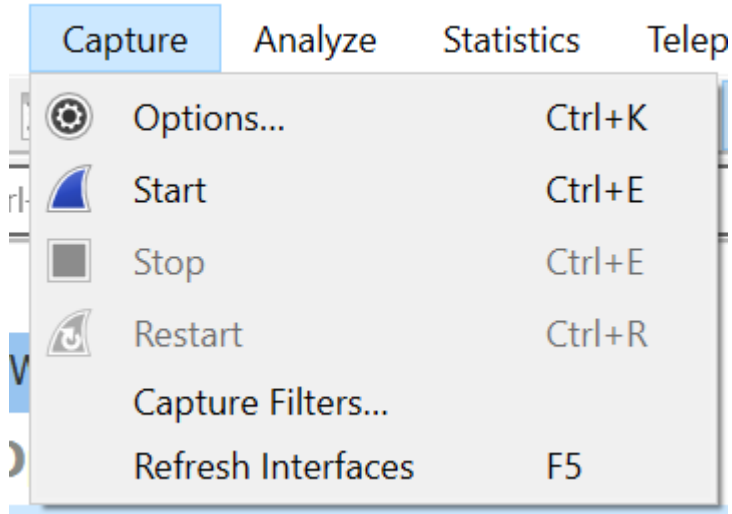 Capture Analyze Statistics Telep
Options... Ctrl+K
Start Ctrl+E
Stop Ctrl+E
Restart Ctrl+R
Capture Filters...
Refresh Interfaces F5